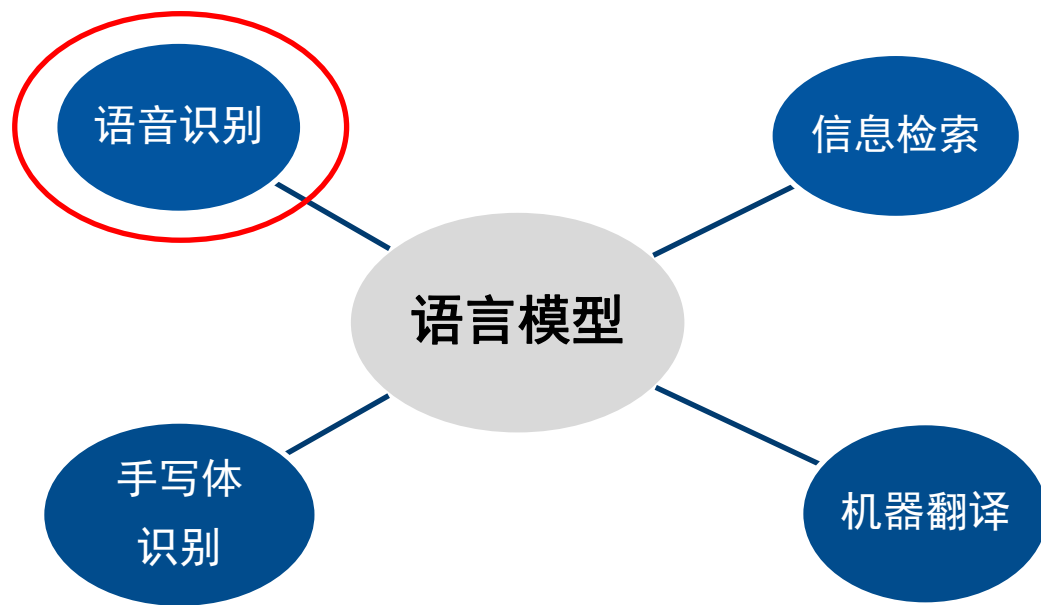 语音识别
信息检索
语言模型
手写体
识别
机器翻译